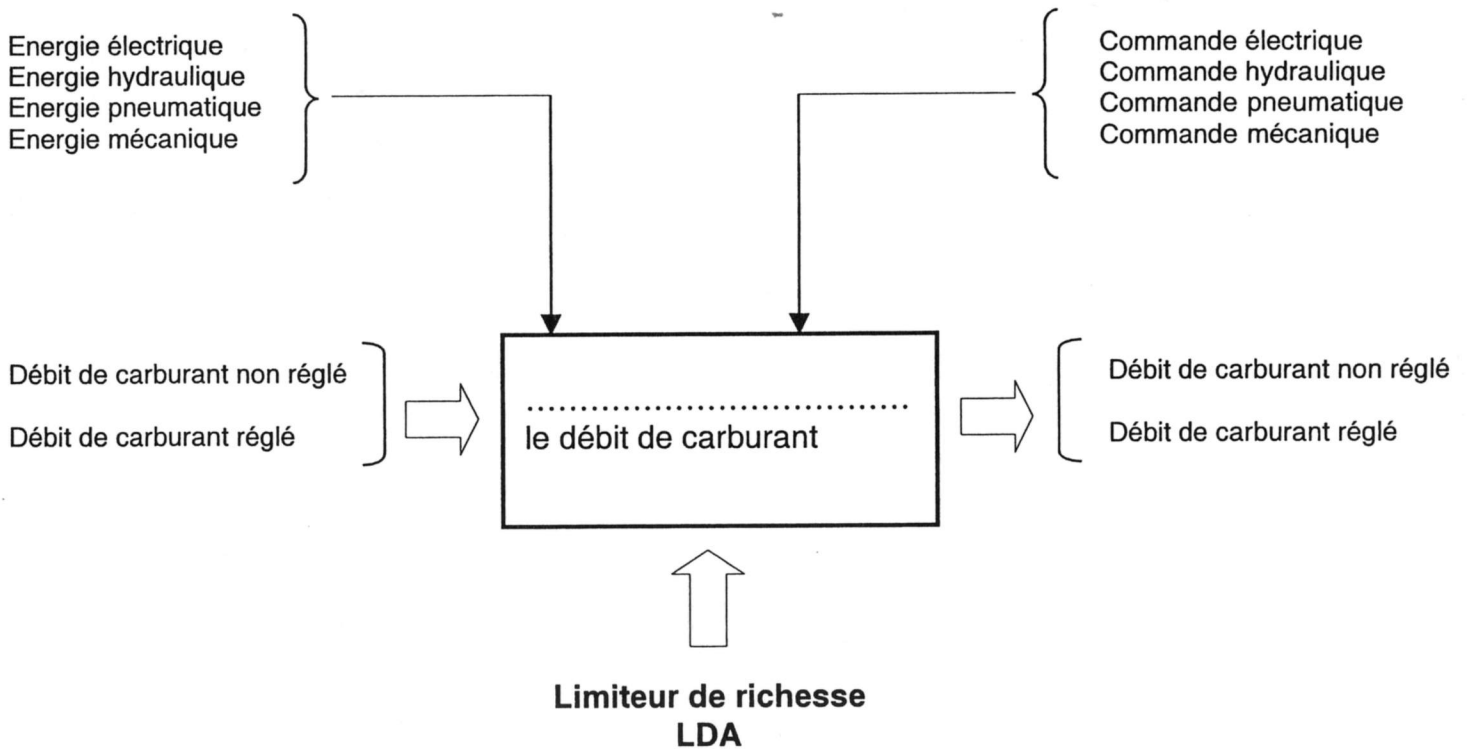 Energie électrique
Energie hydraulique
Energie pneumatique
Energie mécanique
Commande électrique
Commande hydraulique
Commande pneumatique
Commande mécanique
Débit de carburant non réglé
Débit de carburant réglé
.....................................
le débit de carburant
Débit de carburant non réglé
Débit de carburant réglé
Limiteur de richesse
LDA